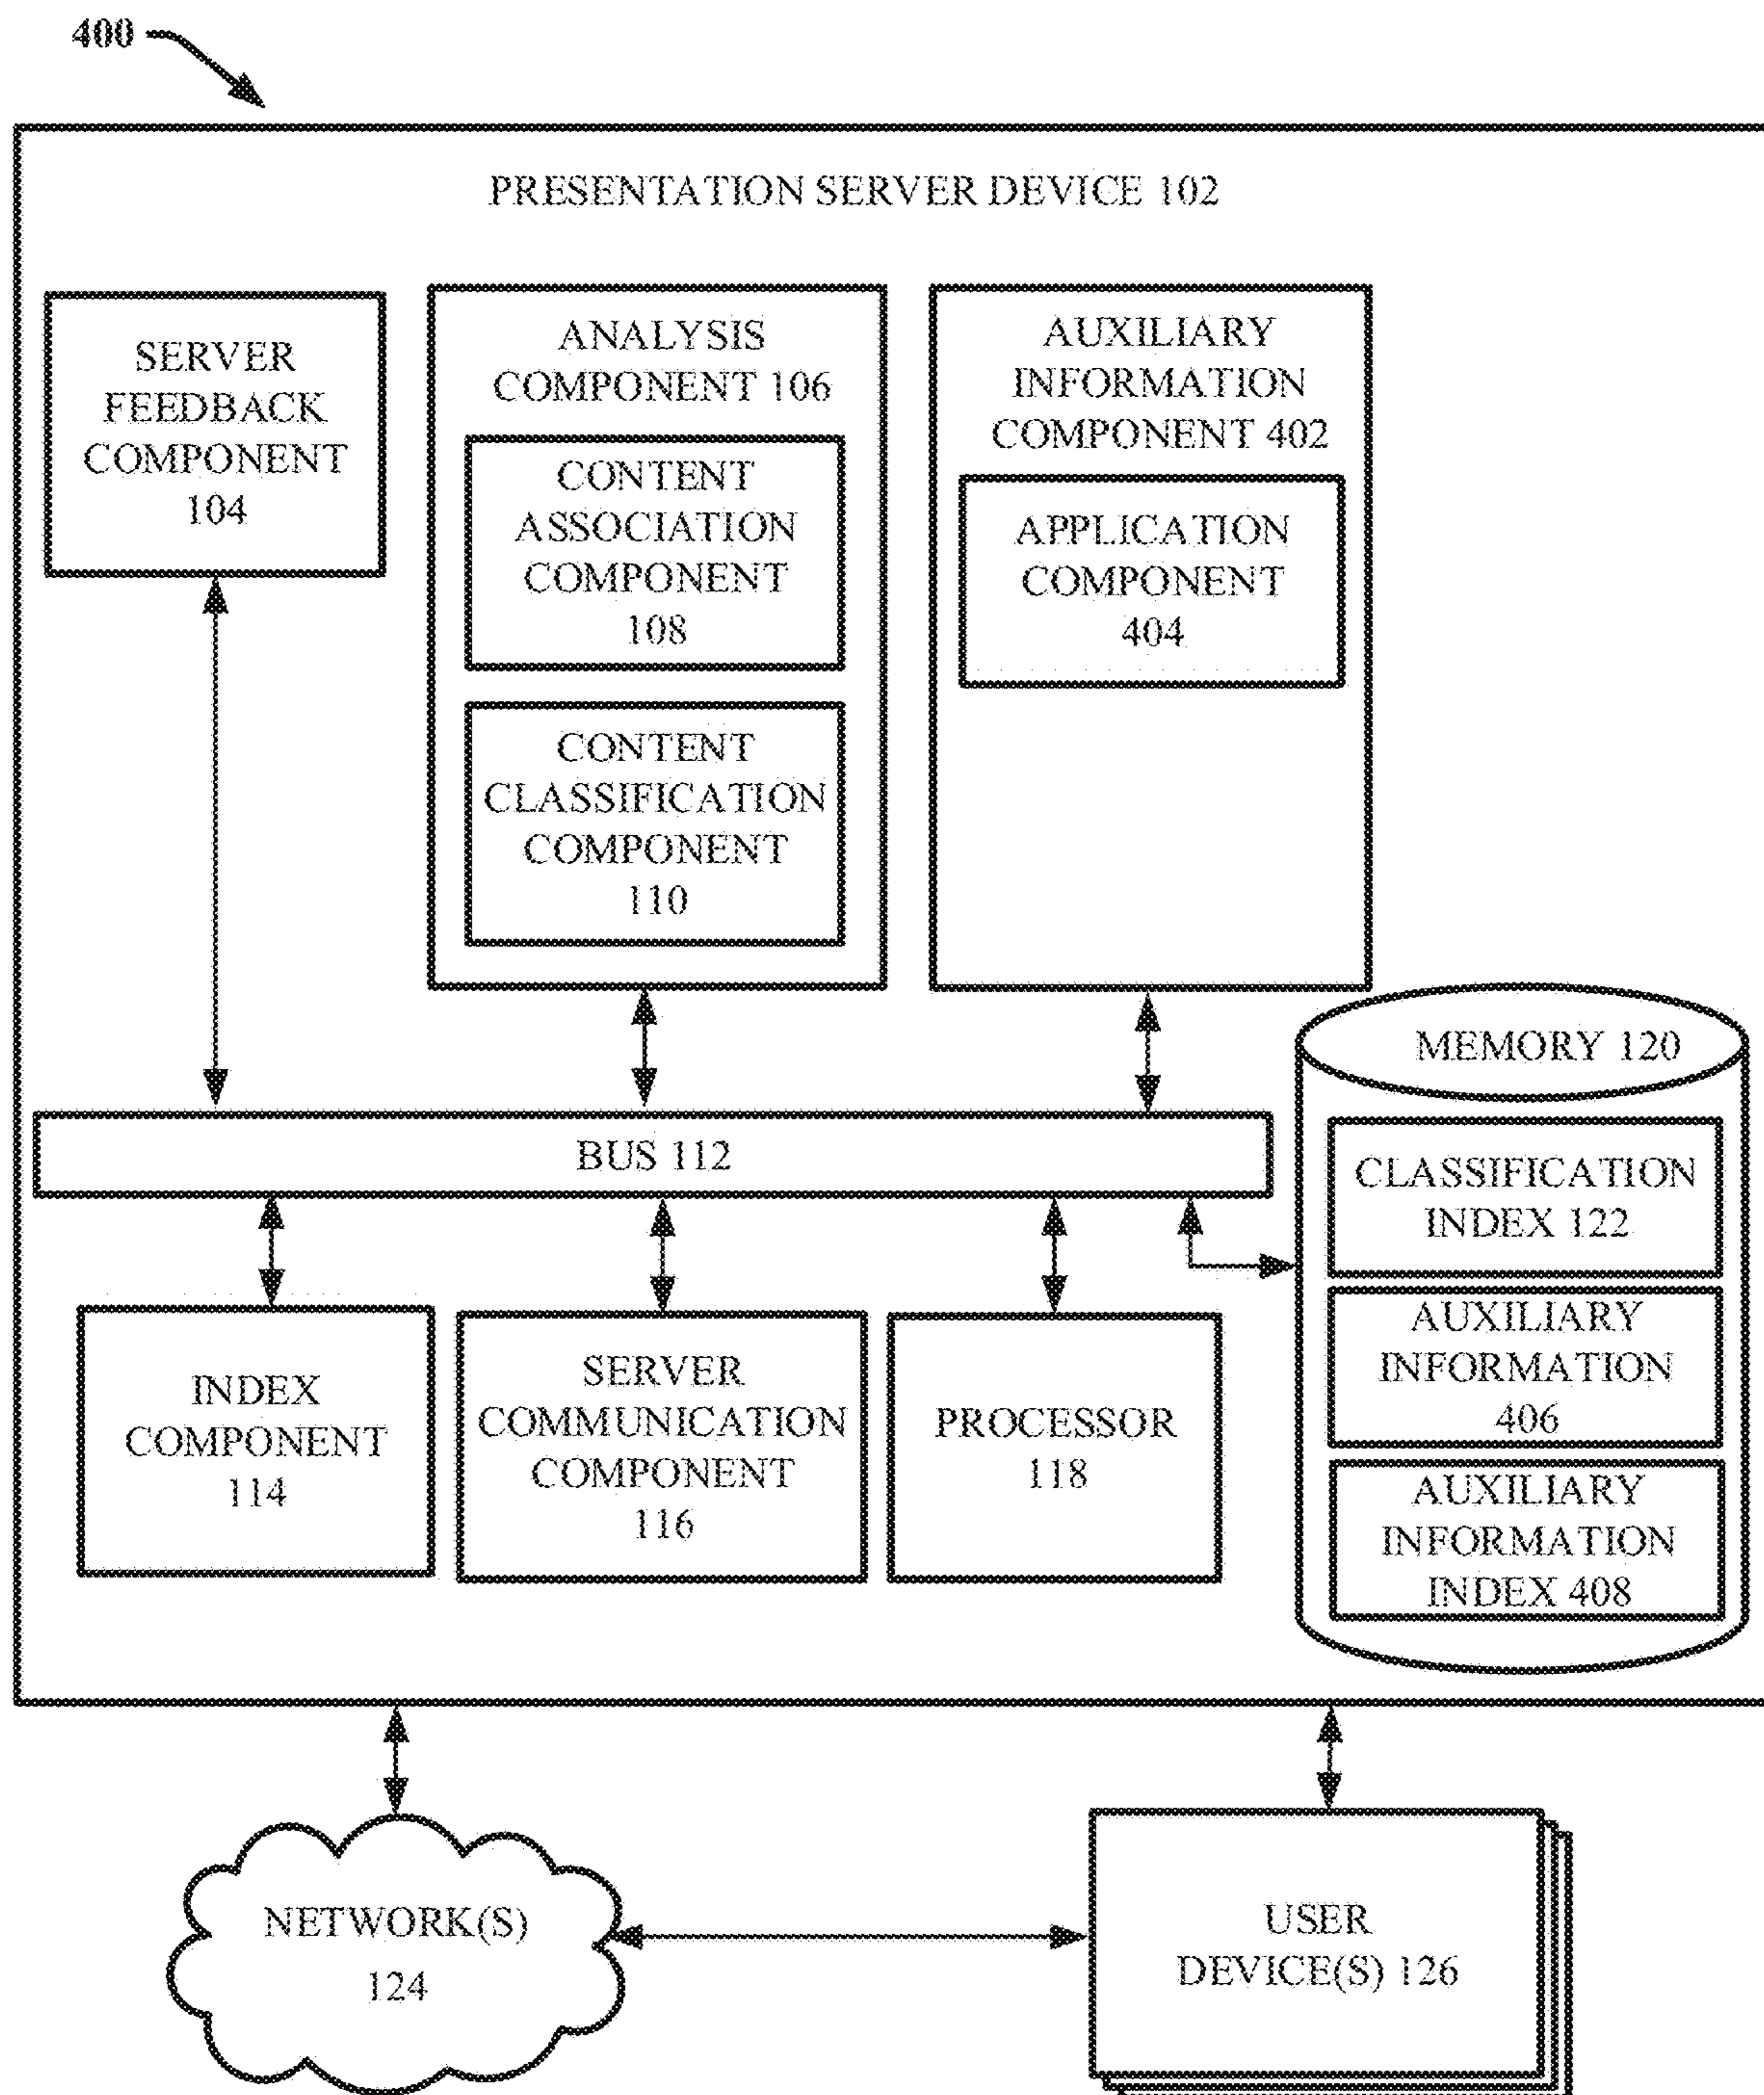 400
PRESENTATION SERVER DEVICE 102
SERVER
FEEDBACK
COMPONENT
104
ANALYSIS
COMPONENT 106
CONTENT
ASSOCIATION
COMPONENT
108
CONTENT
CLASSIFICATION
COMPONENT
110
AUXILIARY
INFORMATION
COMPONENT 402
APPLICATION
COMPONENT
404
MEMORY 120
CLASSIFICATION
INDEX 122
AUXILIARY
INFORMATION
406
AUXILIARY
INFORMATION
INDEX 408
BUS 112
INDEX
COMPONENT
114
SERVER
COMMUNICATION
COMPONENT
116
PROCESSOR
118
NETWORK(S)
124
USER
DEVICE(S) 126